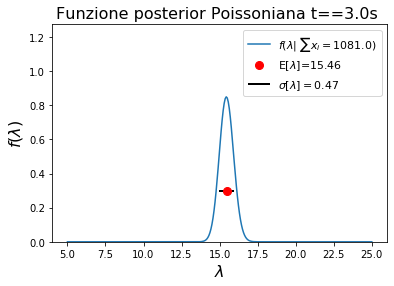 Funzione posterior Poissoniana t==3.0s
f(λ| ∑xᵢ = 1081.0)
E[λ]=15.46
σ[λ] = 0.47
f(λ)
1.2
1.0
0.8
0.6
0.4
0.2
0.0
5.0 7.5 10.0 12.5 15.0 17.5 20.0 22.5 25.0
λ